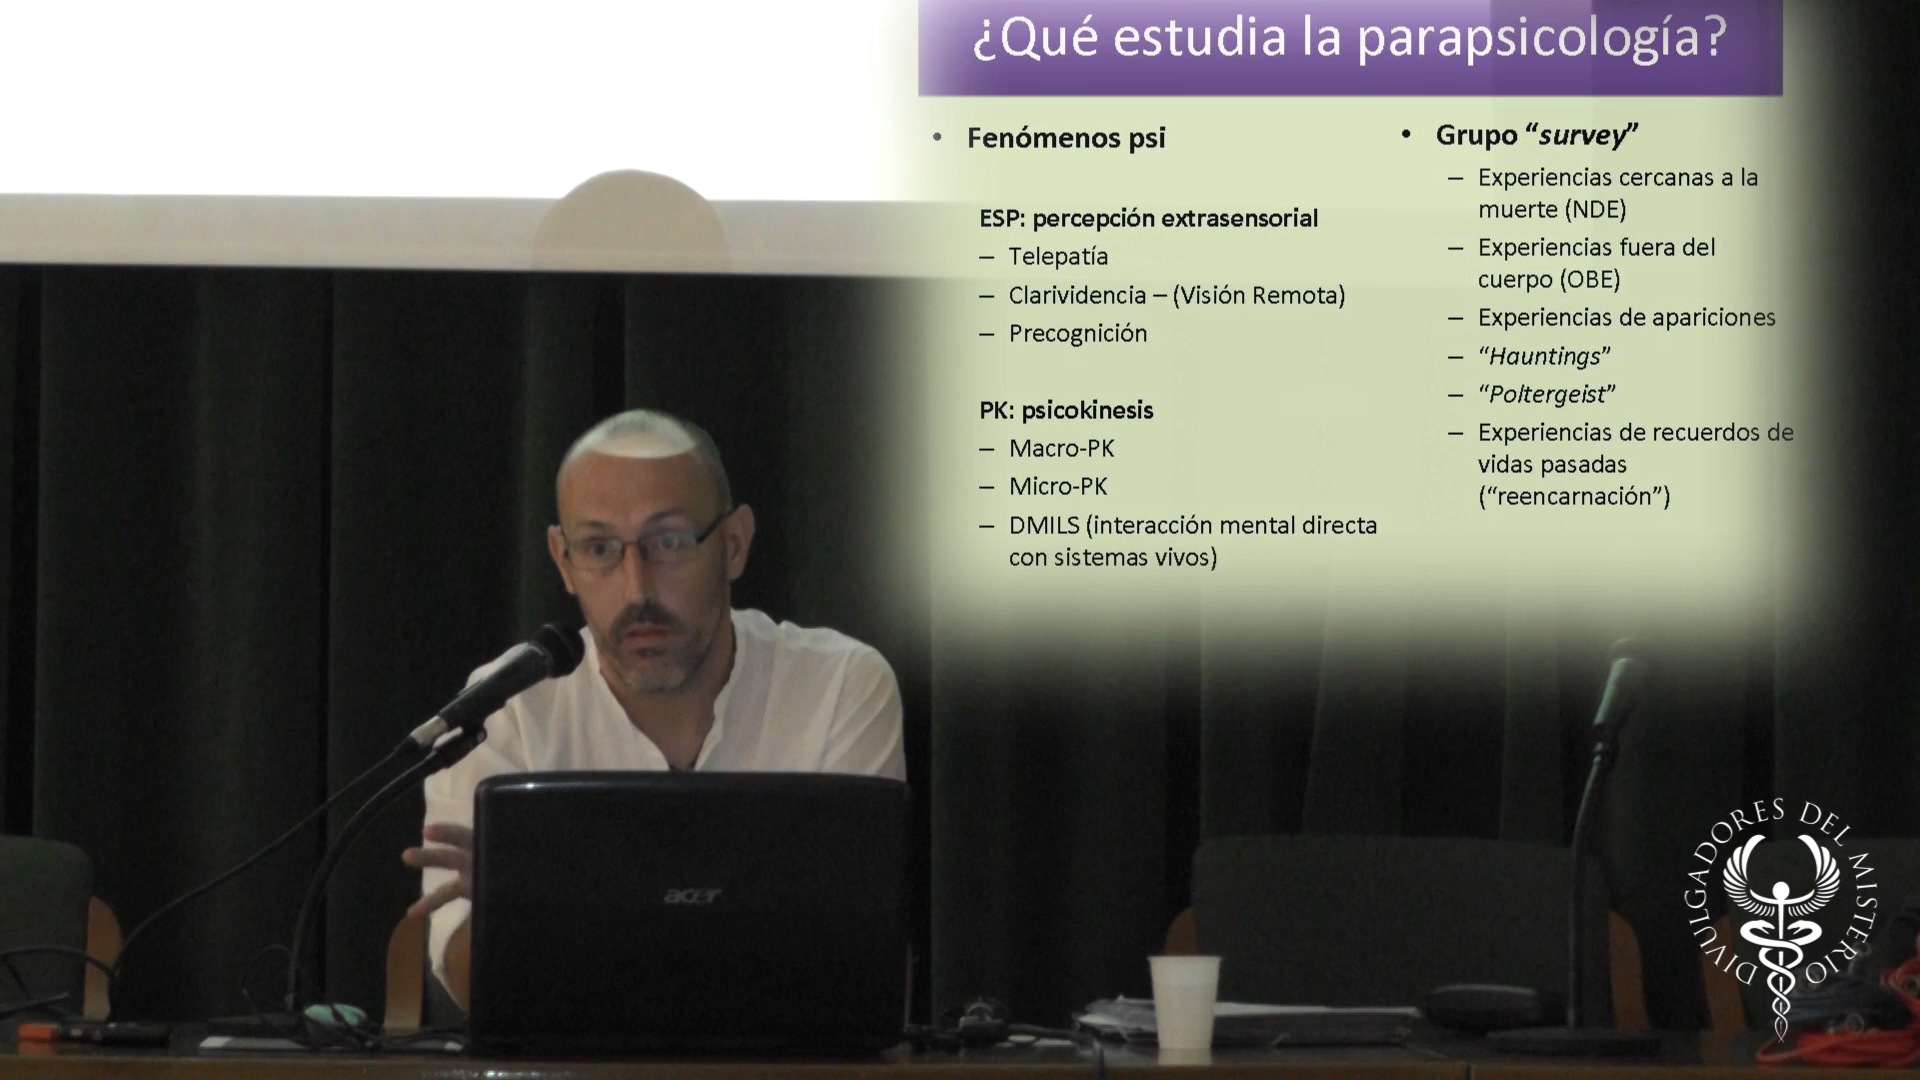 ¿Qué estudia la parapsicología?
• Fenómenos psi
ESP: percepción extrasensorial
– Telepatía
– Clarividencia – (Visión Remota)
– Precognición
PK: psicokinesis
– Macro-PK
– Micro-PK
– DMILS (interacción mental directa
con sistemas vivos)
• Grupo “survey”
– Experiencias cercanas a la
muerte (NDE)
– Experiencias fuera del
cuerpo (OBE)
– Experiencias de apariciones
– “Hauntings”
– “Poltergeist”
– Experiencias de recuerdos de
vidas pasadas
(“reencarnación”)
acer
DIVULGADORES DEL MISTERIO